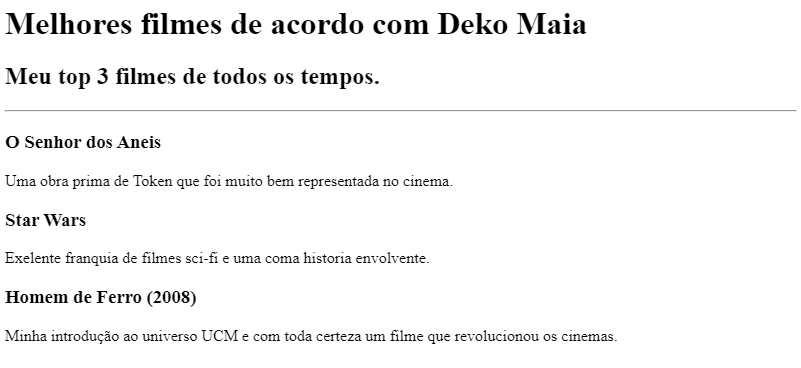 Melhores filmes de acordo com Deko Maia
Meu top 3 filmes de todos os tempos.
O Senhor dos Aneis
Uma obra prima de Token que foi muito bem representada no cinema.
Star Wars
Exelente franquia de filmes sci-fi e uma coma historia envolvente.
Homem de Ferro (2008)
Minha introdução ao universo UCM e com toda certeza um filme que revolucionou os cinemas.